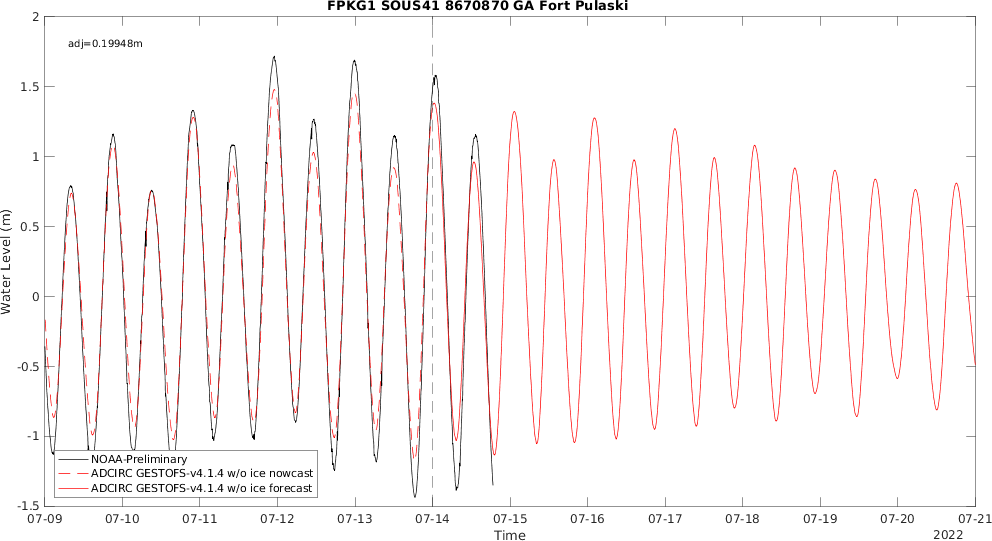 FPKG1 SOUS41 8670870 GA Fort Pulaski
adj=0.19948m
2
1.5
1
0.5
0
-0.5
-1
-1.5
Water Level (m)
NOAA-Preliminary
ADCIRC GESTOFS-v4.1.4 w/o ice nowcast
ADCIRC GESTOFS-v4.1.4 w/o ice forecast
07-09 07-10 07-11 07-12 07-13 07-14 07-15 07-16 07-17 07-18 07-19 07-20 07-21
Time
2022